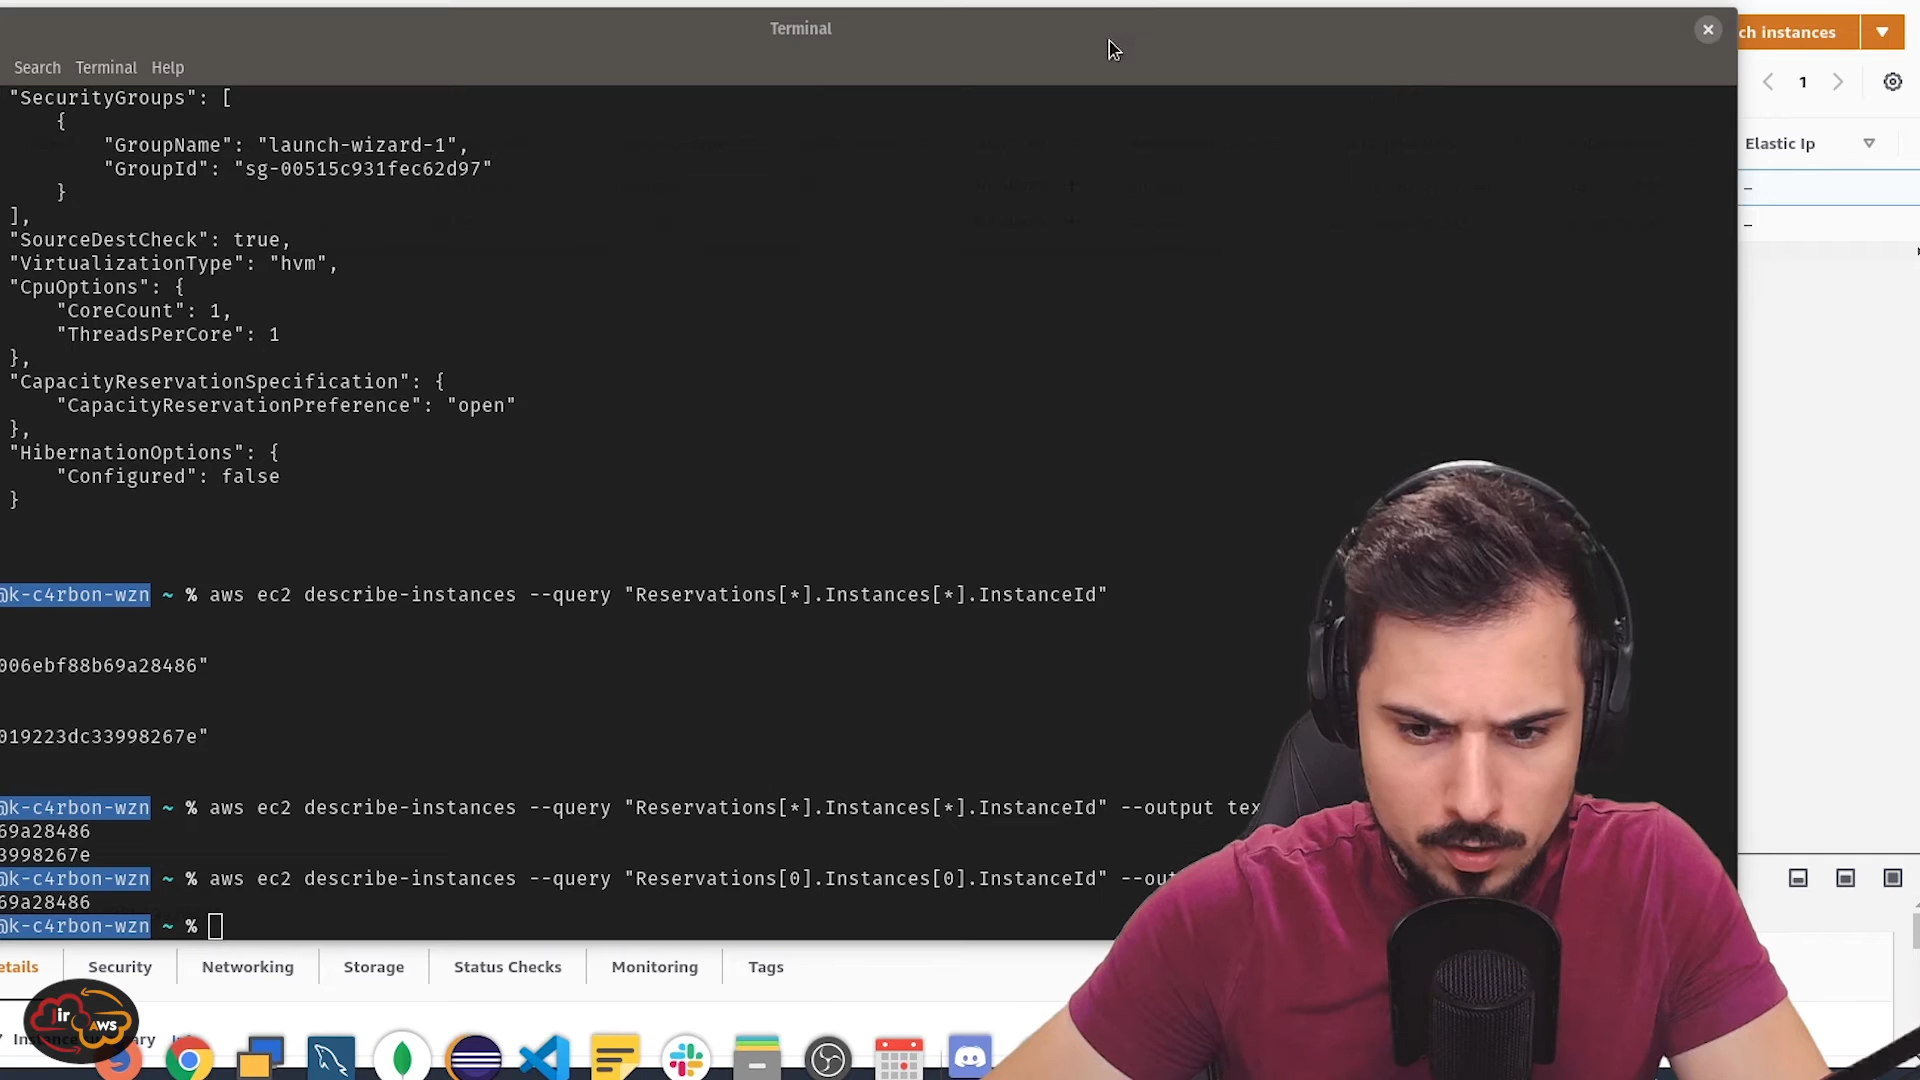 Terminal
ch instances
Search Terminal Help
1
Elastic Ip
–
–
"SecurityGroups": [
{
"GroupName": "launch-wizard-1",
"GroupId": "sg-00515c931fec62d97"
}
],
"SourceDestCheck": true,
"VirtualizationType": "hvm",
"CpuOptions": {
"CoreCount": 1,
"ThreadsPerCore": 1
},
"CapacityReservationSpecification": {
"CapacityReservationPreference": "open"
},
"HibernationOptions": {
"Configured": false
}
@k-c4rbon-wzn ~ % aws ec2 describe-instances --query "Reservations[*].Instances[*].InstanceId"
006ebf88b69a28486"
019223dc33998267e"
@k-c4rbon-wzn ~ % aws ec2 describe-instances --query "Reservations[*].Instances[*].InstanceId" --output tex
69a28486
3998267e
@k-c4rbon-wzn ~ % aws ec2 describe-instances --query "Reservations[0].Instances[0].InstanceId" --out
69a28486
@k-c4rbon-wzn ~ %
etails Security Networking Storage Status Checks Monitoring Tags
jir AWS